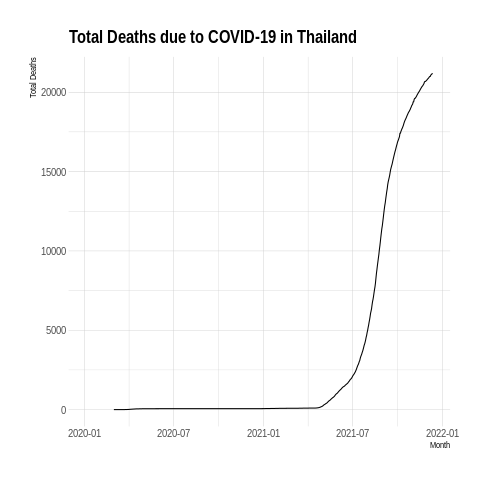 Total Deaths due to COVID-19 in Thailand
Total Deaths
20000
15000
10000
5000
0
2020-01 2020-07 2021-01 2021-07 2022-01
Month